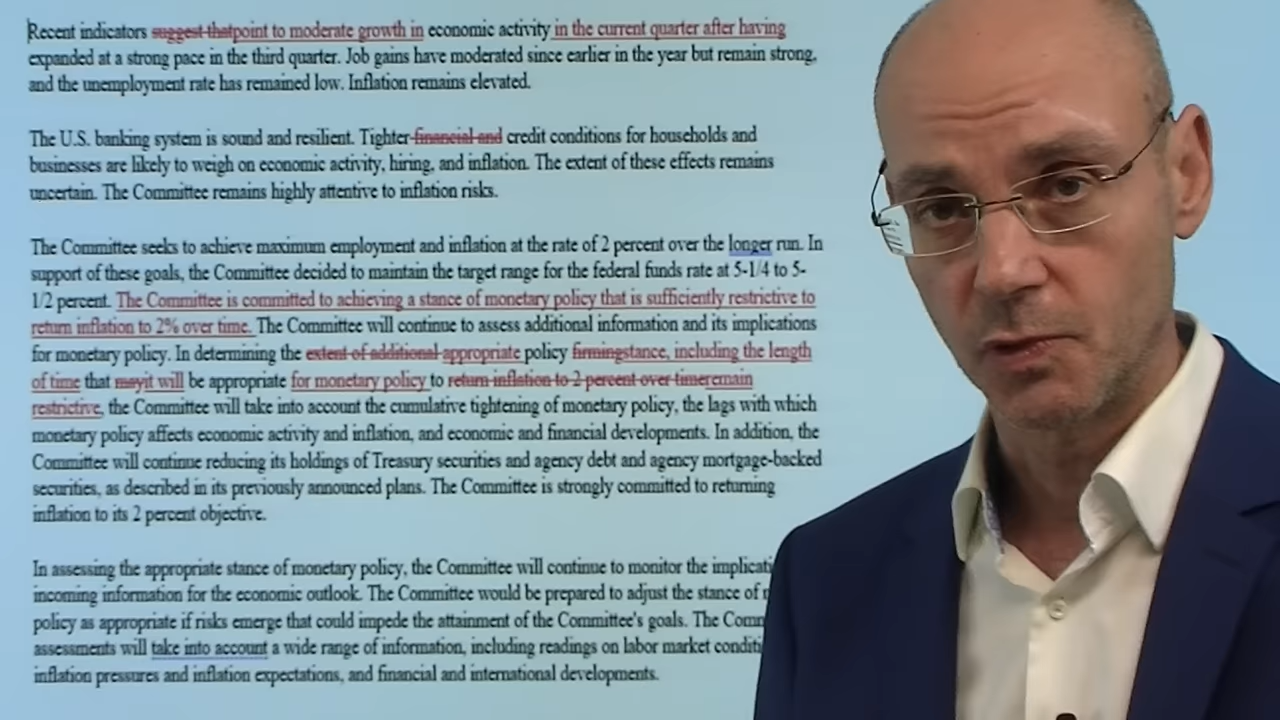 Recent indicators suggest that point to moderate growth in economic activity in the current quarter after having
expanded at a strong pace in the third quarter. Job gains have moderated since earlier in the year but remain strong,
and the unemployment rate has remained low. Inflation remains elevated.
The U.S. banking system is sound and resilient. Tighter financial and credit conditions for households and
businesses are likely to weigh on economic activity, hiring, and inflation. The extent of these effects remains
uncertain. The Committee remains highly attentive to inflation risks.
The Committee seeks to achieve maximum employment and inflation at the rate of 2 percent over the longer run. In
support of these goals, the Committee decided to maintain the target range for the federal funds rate at 5-1/4 to 5-
1/2 percent. The Committee is committed to achieving a stance of monetary policy that is sufficiently restrictive to
return inflation to 2% over time. The Committee will continue to assess additional information and its implications
for monetary policy. In determining the extent of additional appropriate policy firming stance, including the length
of time that may it will be appropriate for monetary policy to return inflation to 2 percent over time remain
restrictive, the Committee will take into account the cumulative tightening of monetary policy, the lags with which
monetary policy affects economic activity and inflation, and economic and financial developments. In addition, the
Committee will continue reducing its holdings of Treasury securities and agency debt and agency mortgage-backed
securities, as described in its previously announced plans. The Committee is strongly committed to returning
inflation to its 2 percent objective.
In assessing the appropriate stance of monetary policy, the Committee will continue to monitor the implicati
incoming information for the economic outlook. The Committee would be prepared to adjust the stance of
policy as appropriate if risks emerge that could impede the attainment of the Committee's goals. The Com
assessments will take into account a wide range of information, including readings on labor market conditi
inflation pressures and inflation expectations, and financial and international developments.